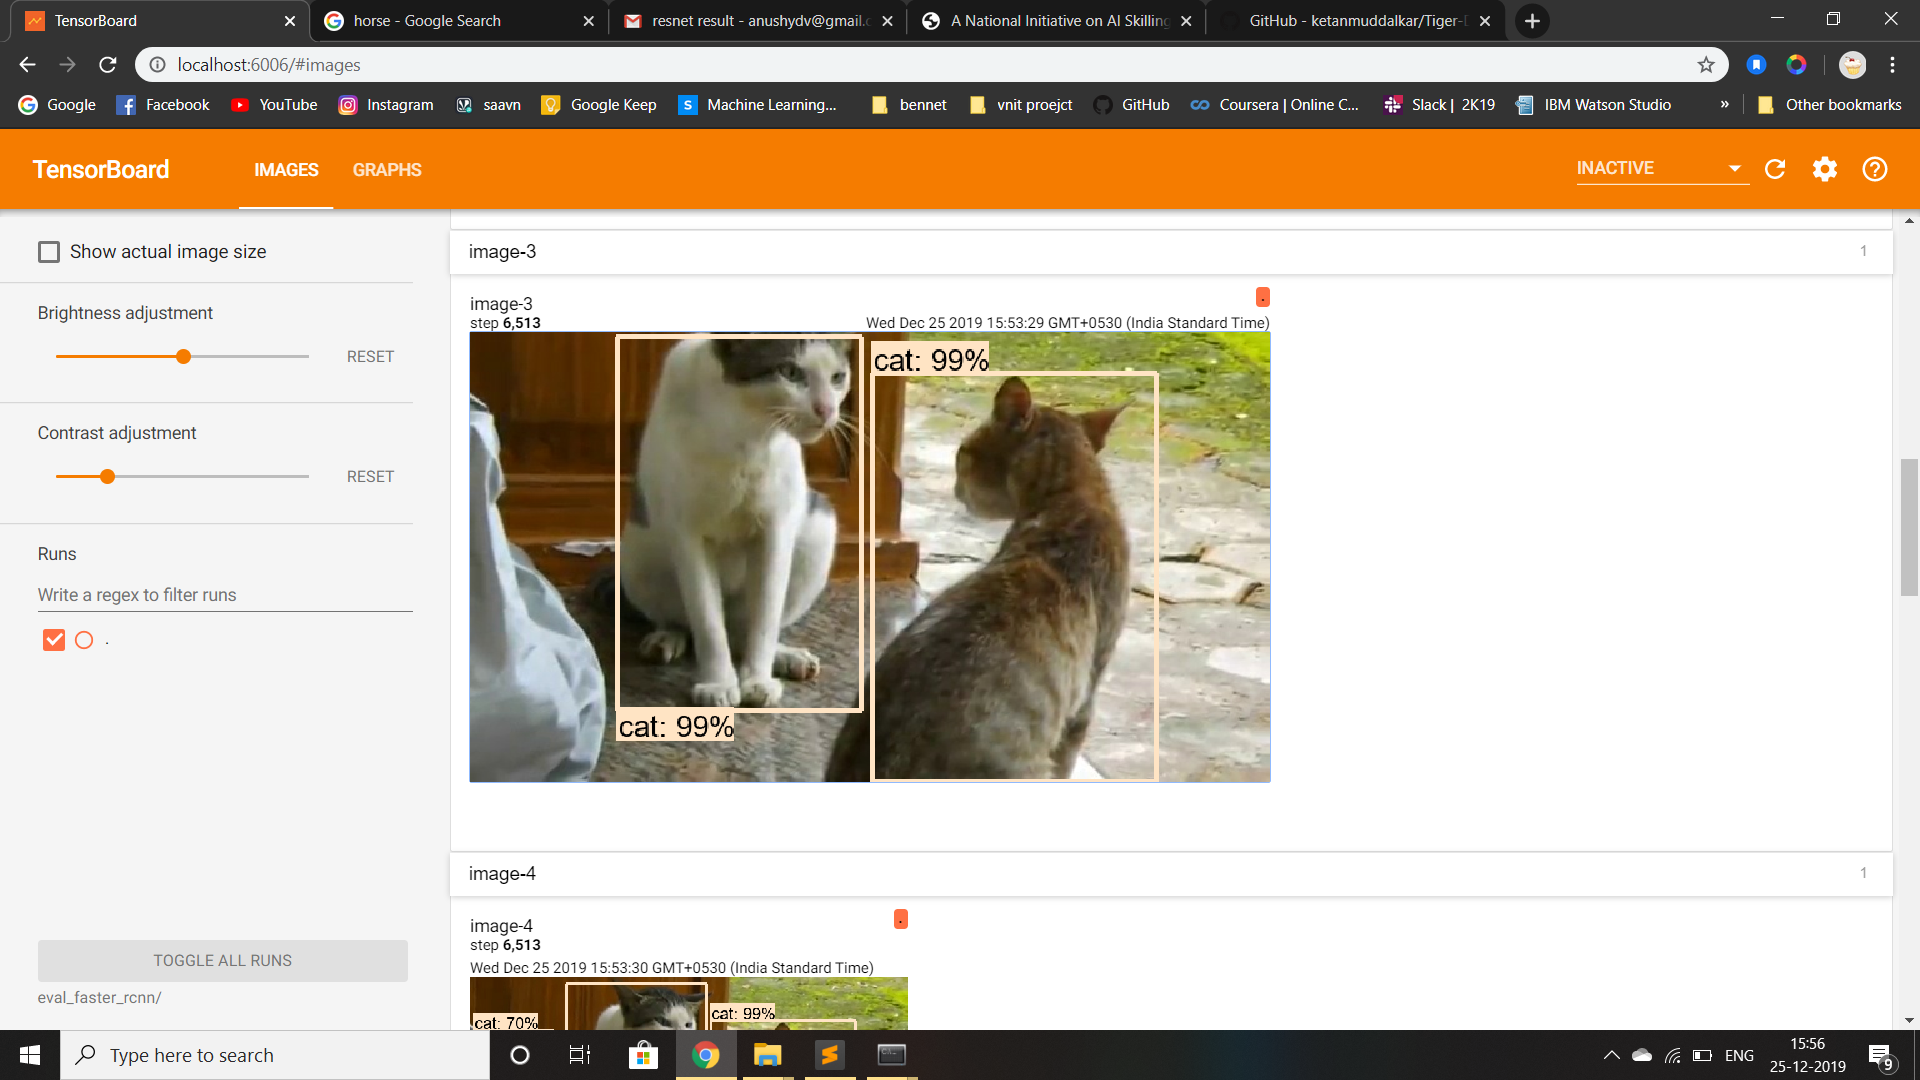 TensorBoard
horse - Google Search
resnet result - anushydv@gmail.c
A National Initiative on AI Skilling
GitHub - ketanmuddalkar/Tiger-D
localhost:6006/#images
Google
Facebook
YouTube
Instagram
saavn
Google Keep
Machine Learning...
bennet
vnit proejct
GitHub
Coursera | Online C...
Slack | 2K19
IBM Watson Studio
»
Other bookmarks
TensorBoard
IMAGES
GRAPHS
INACTIVE
Show actual image size
Brightness adjustment
RESET
Contrast adjustment
RESET
Runs
Write a regex to filter runs
.
TOGGLE ALL RUNS
eval_faster_rcnn/
image-3
1
image-3
.
step 6,513
Wed Dec 25 2019 15:53:29 GMT+0530 (India Standard Time)
cat: 99%
cat: 99%
image-4
1
image-4
.
step 6,513
Wed Dec 25 2019 15:53:30 GMT+0530 (India Standard Time)
cat: 99%
cat: 70%
Type here to search
ENG
15:56
25-12-2019
9